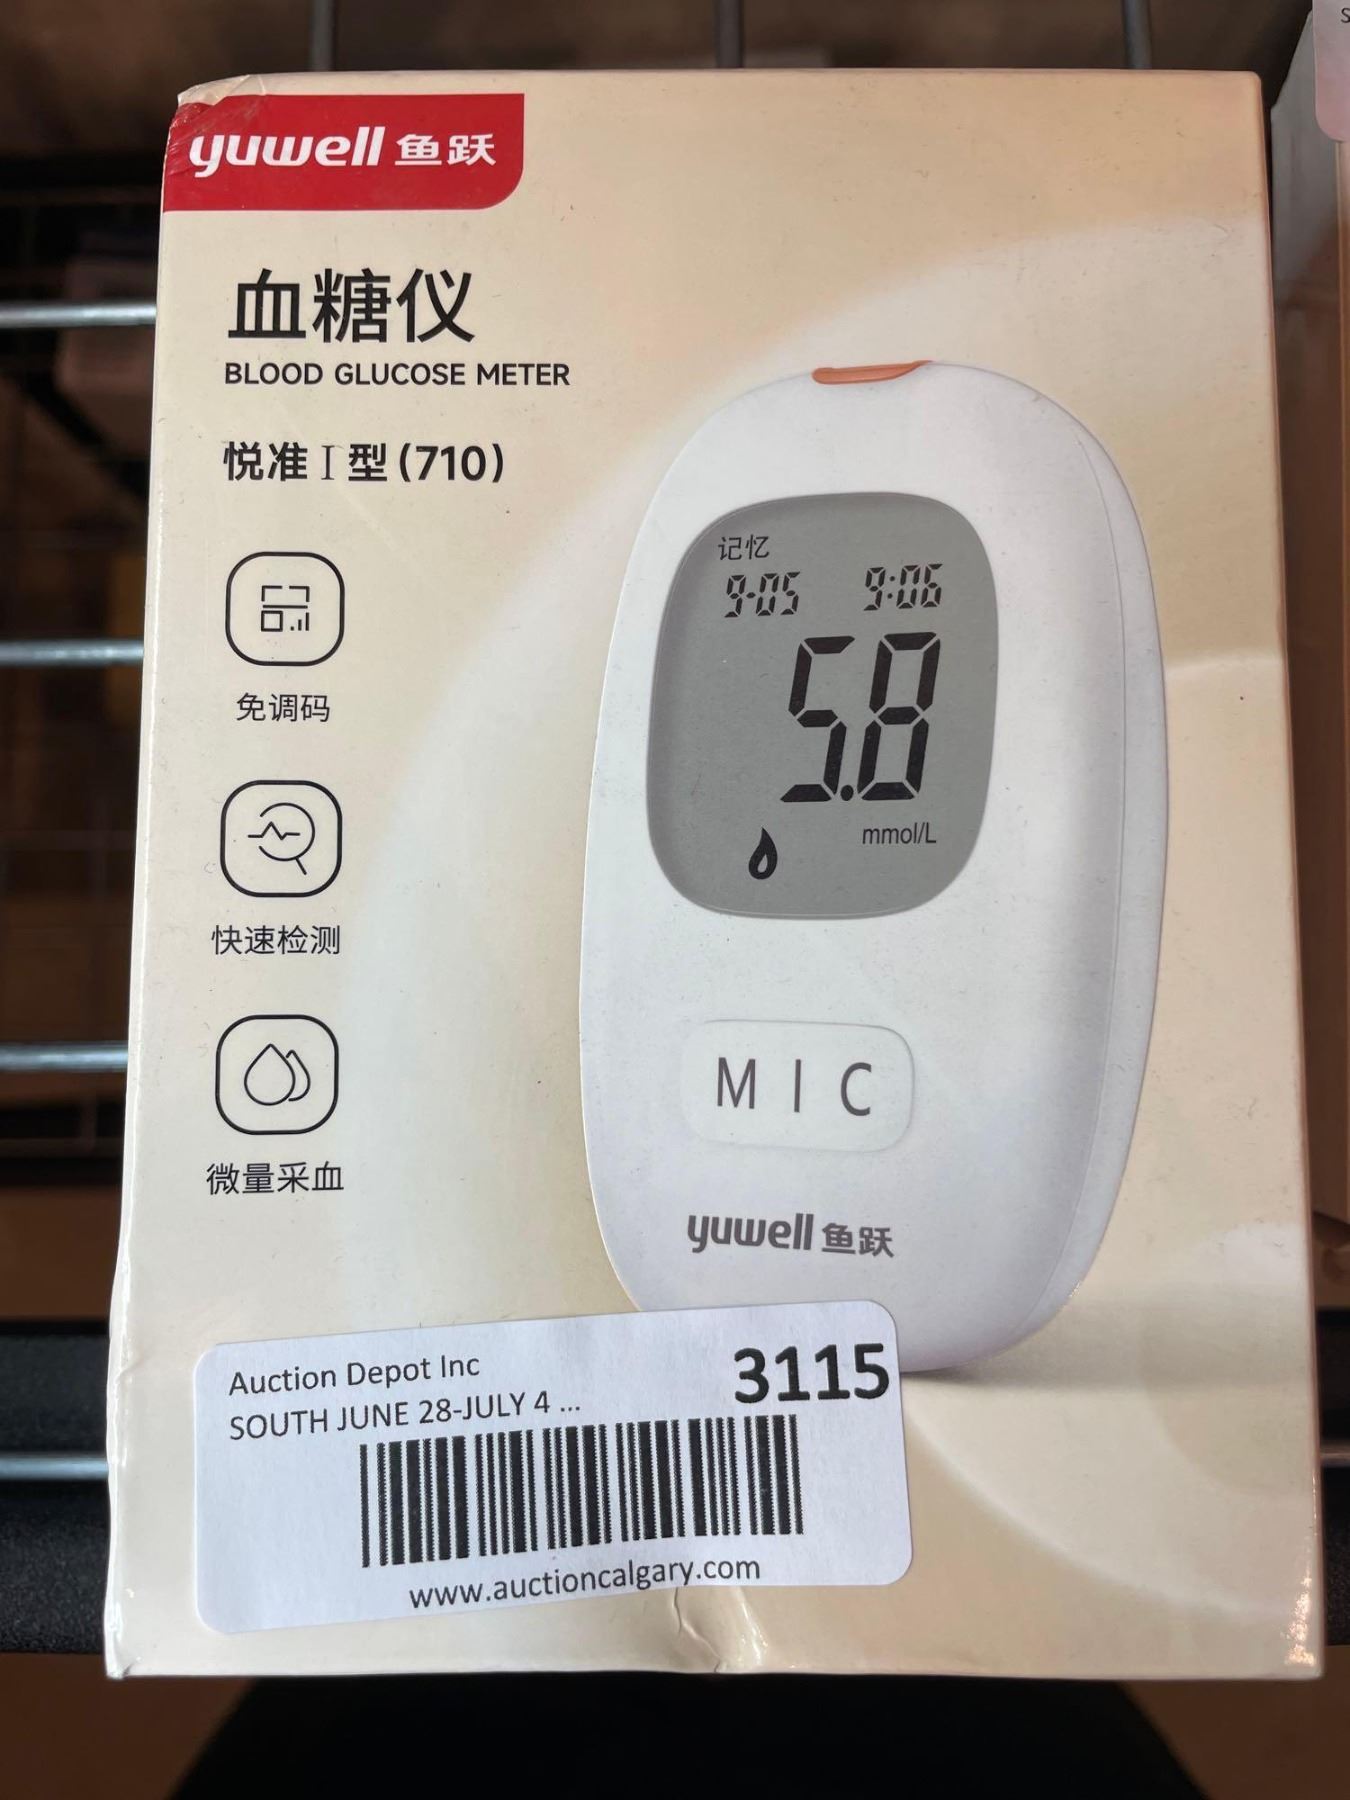 yuwell 鱼跃
血糖仪
BLOOD GLUCOSE METER
悦准 I 型 (710)
免调码
快速检测
微量采血
记忆
9-05 9:06
5.8
mmol/L
M I C
yuwell 鱼跃
Auction Depot Inc 3115
SOUTH JUNE 28-JULY 4 ...
www.auctioncalgary.com
S